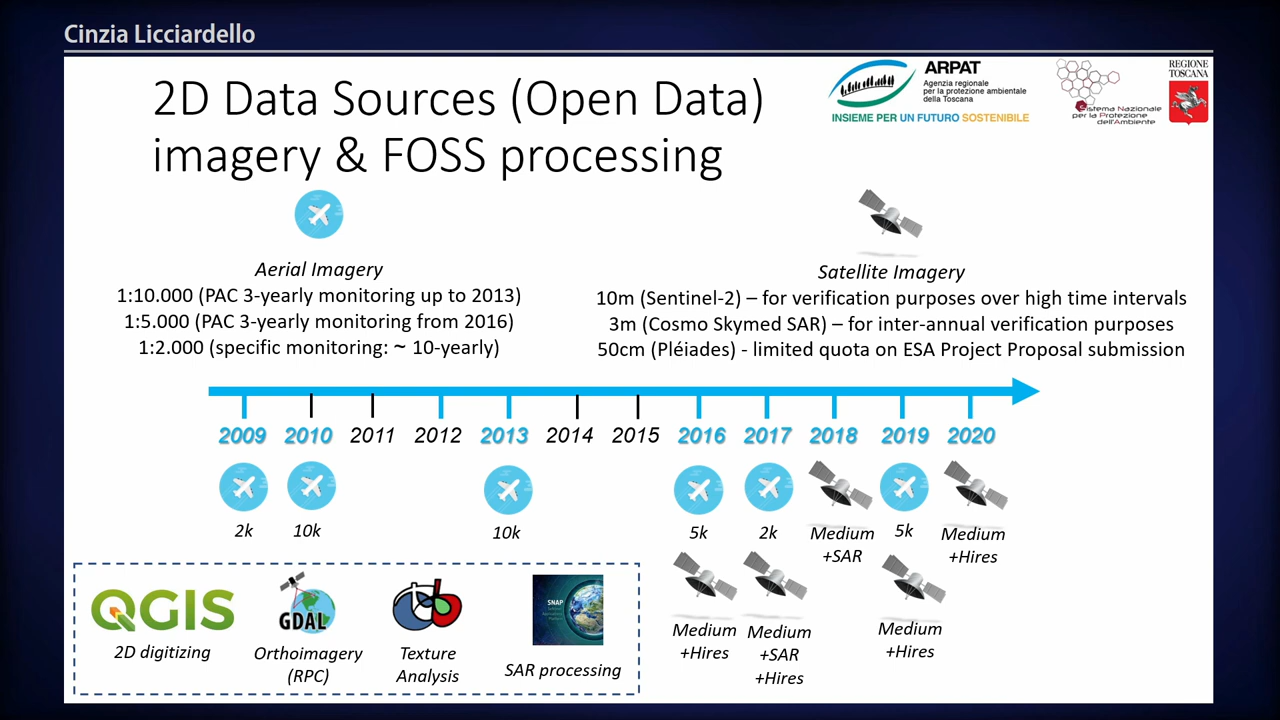 Cinzia Licciardello
2D Data Sources (Open Data)
imagery & FOSS processing
ARPAT
Agenzia regionale
per la protezione ambientale
della Toscana
INSIEME PER UN FUTURO SOSTENIBILE
Sistema Nazionale
per la Protezione
dell'Ambiente
REGIONE
TOSCANA
Aerial Imagery
1:10.000 (PAC 3-yearly monitoring up to 2013)
1:5.000 (PAC 3-yearly monitoring from 2016)
1:2.000 (specific monitoring: ~ 10-yearly)
Satellite Imagery
10m (Sentinel-2) – for verification purposes over high time intervals
3m (Cosmo Skymed SAR) – for inter-annual verification purposes
50cm (Pléiades) - limited quota on ESA Project Proposal submission
2009 2010 2011 2012 2013 2014 2015 2016 2017 2018 2019 2020
2k 10k 10k 5k 2k Medium 5k Medium
+SAR +Hires
Medium Medium Medium
+Hires +SAR +Hires
+Hires
QGIS
2D digitizing
GDAL
Orthoimagery
(RPC)
Texture
Analysis
SNAP
SAR processing